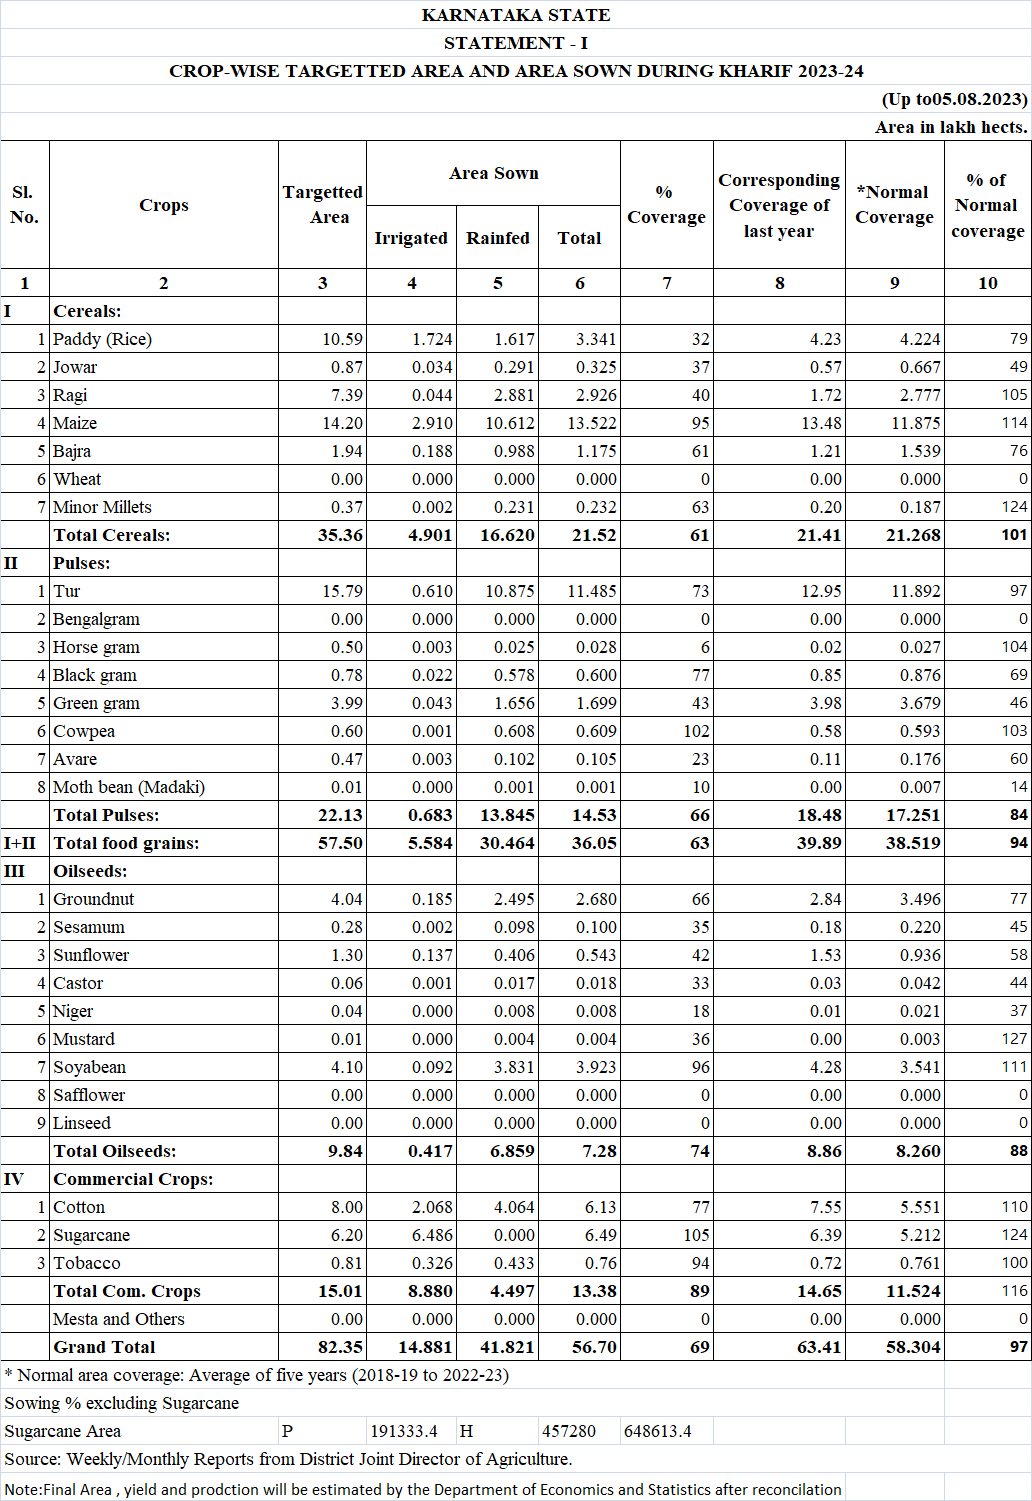 KARNATAKA STATE
STATEMENT - I
CROP-WISE TARGETTED AREA AND AREA SOWN DURING KHARIF 2023-24
(Up to05.08.2023)
Area in lakh hects.
Sl. No. Crops Targetted Area Area Sown % Coverage Corresponding Coverage of last year *Normal Coverage % of Normal coverage
Irrigated Rainfed Total
1 2 3 4 5 6 7 8 9 10
I Cereals:
1 Paddy (Rice) 10.59 1.724 1.617 3.341 32 4.23 4.224 79
2 Jowar 0.87 0.034 0.291 0.325 37 0.57 0.667 49
3 Ragi 7.39 0.044 2.881 2.926 40 1.72 2.777 105
4 Maize 14.20 2.910 10.612 13.522 95 13.48 11.875 114
5 Bajra 1.94 0.188 0.988 1.175 61 1.21 1.539 76
6 Wheat 0.00 0.000 0.000 0.000 0 0.00 0.000 0
7 Minor Millets 0.37 0.002 0.231 0.232 63 0.20 0.187 124
Total Cereals: 35.36 4.901 16.620 21.52 61 21.41 21.268 101
II Pulses:
1 Tur 15.79 0.610 10.875 11.485 73 12.95 11.892 97
2 Bengalgram 0.00 0.000 0.000 0.000 0 0.00 0.000 0
3 Horse gram 0.50 0.003 0.025 0.028 6 0.02 0.027 104
4 Black gram 0.78 0.022 0.578 0.600 77 0.85 0.876 69
5 Green gram 3.99 0.043 1.656 1.699 43 3.98 3.679 46
6 Cowpea 0.60 0.001 0.608 0.609 102 0.58 0.593 103
7 Avare 0.47 0.003 0.102 0.105 23 0.11 0.176 60
8 Moth bean (Madaki) 0.01 0.000 0.001 0.001 10 0.00 0.007 14
Total Pulses: 22.13 0.683 13.845 14.53 66 18.48 17.251 84
I+II Total food grains: 57.50 5.584 30.464 36.05 63 39.89 38.519 94
III Oilseeds:
1 Groundnut 4.04 0.185 2.495 2.680 66 2.84 3.496 77
2 Sesamum 0.28 0.002 0.098 0.100 35 0.18 0.220 45
3 Sunflower 1.30 0.137 0.406 0.543 42 1.53 0.936 58
4 Castor 0.06 0.001 0.017 0.018 33 0.03 0.042 44
5 Niger 0.04 0.000 0.008 0.008 18 0.01 0.021 37
6 Mustard 0.01 0.000 0.004 0.004 36 0.00 0.003 127
7 Soyabean 4.10 0.092 3.831 3.923 96 4.28 3.541 111
8 Safflower 0.00 0.000 0.000 0.000 0 0.00 0.000 0
9 Linseed 0.00 0.000 0.000 0.000 0 0.00 0.000 0
Total Oilseeds: 9.84 0.417 6.859 7.28 74 8.86 8.260 88
IV Commercial Crops:
1 Cotton 8.00 2.068 4.064 6.13 77 7.55 5.551 110
2 Sugarcane 6.20 6.486 0.000 6.49 105 6.39 5.212 124
3 Tobacco 0.81 0.326 0.433 0.76 94 0.72 0.761 100
Total Com. Crops 15.01 8.880 4.497 13.38 89 14.65 11.524 116
Mesta and Others 0.00 0.000 0.000 0.000 0 0.00 0.000 0
Grand Total 82.35 14.881 41.821 56.70 69 63.41 58.304 97
* Normal area coverage: Average of five years (2018-19 to 2022-23)
Sowing % excluding Sugarcane
Sugarcane Area P 191333.4 H 457280 648613.4
Source: Weekly/Monthly Reports from District Joint Director of Agriculture.
Note:Final Area , yield and prodction will be estimated by the Department of Economics and Statistics after reconcilation